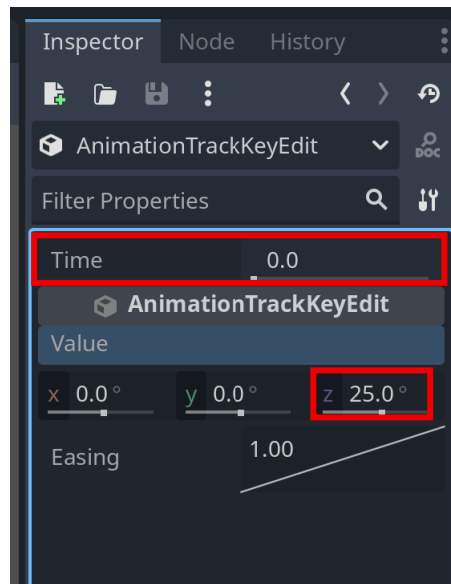 Inspector Node History
AnimationTrackKeyEdit DOC
Filter Properties
Time 0.0
AnimationTrackKeyEdit
Value
x 0.0° y 0.0° z 25.0°
Easing 1.00